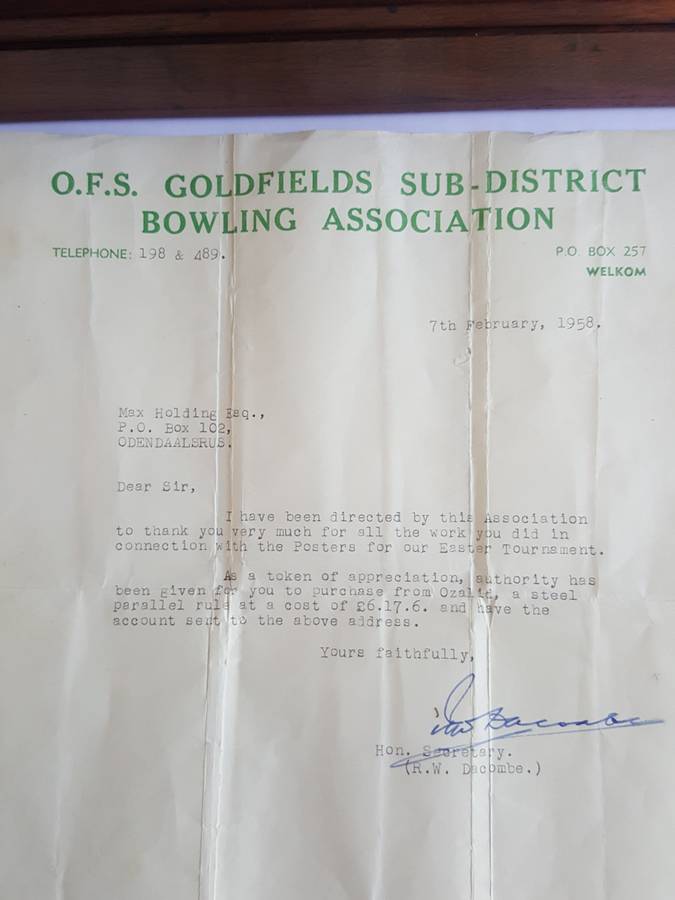 O.F.S. GOLDFIELDS SUB-DISTRICT
BOWLING ASSOCIATION
TELEPHONE: 198 & 489.
P.O. BOX 257
WELKOM
7th February, 1958.
Max Holding Esq.,
P.O. Box 102,
ODENDAALSRUS.
Dear Sir,
I have been directed by this Association
to thank you very much for all the work you did in
connection with the Posters for our Easter Tournament.
As a token of appreciation, authority has
been given for you to purchase from Ozalid, a steel
parallel rule at a cost of £6.17.6. and have the
account sent to the above address.
Yours faithfully,
Dacombe
Hon. Secretary.
(R.W. Dacombe.)